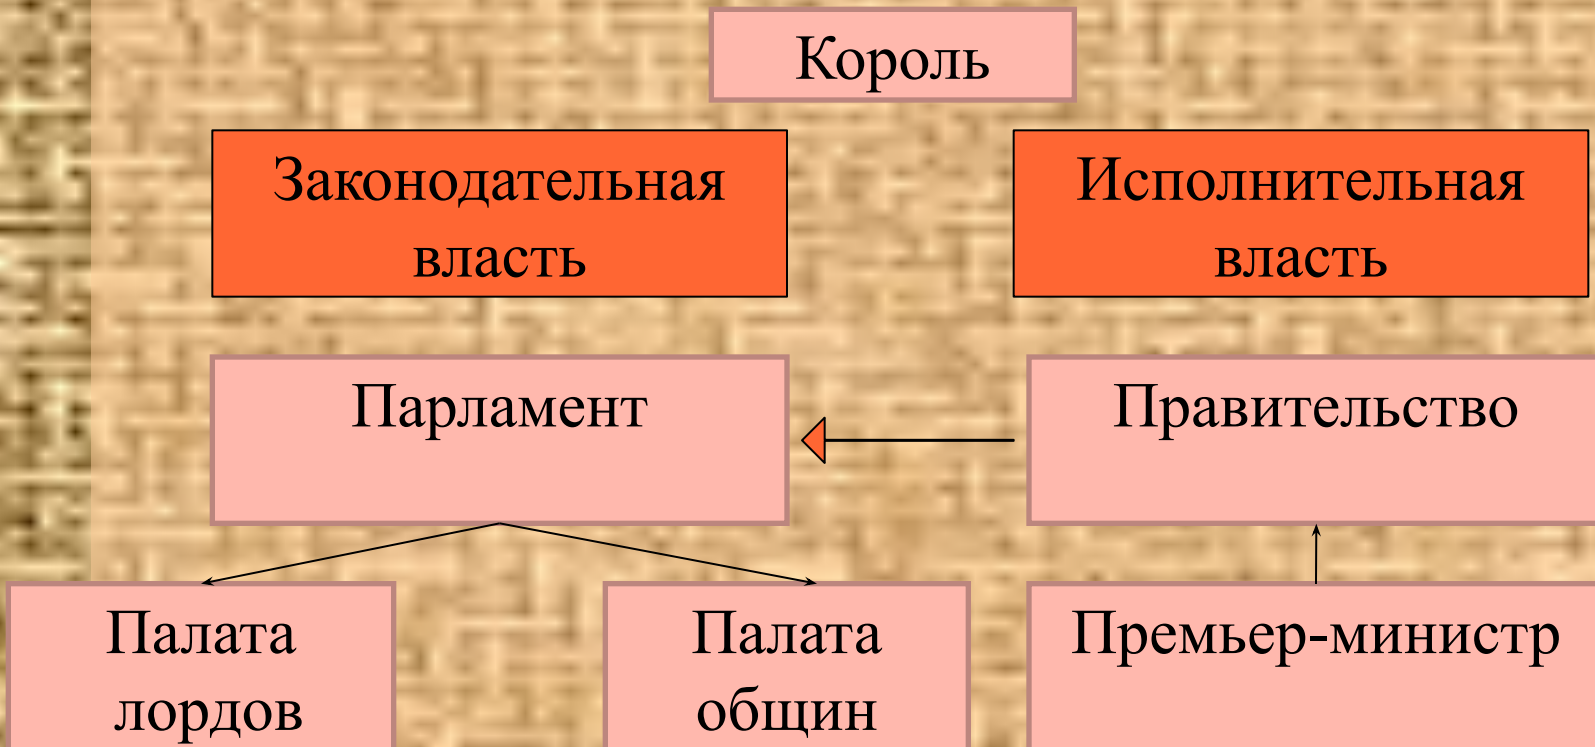 Король
Законодательная
власть
Исполнительная
власть
Парламент
Правительство
Палата
лордов
Палата
общин
Премьер-министр